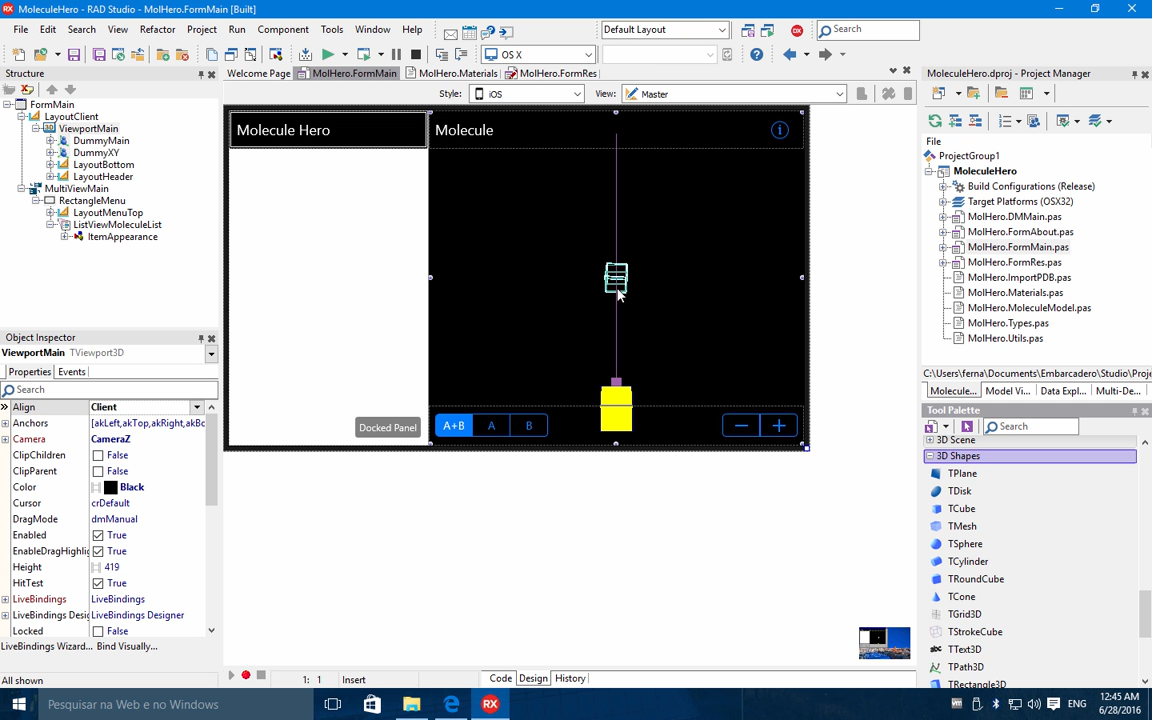 MoleculeHero - RAD Studio - MolHero.FormMain [Built]
File Edit Search View Refactor Project Run Component Tools Window Help
Default Layout
Search
OS X
Structure
FormMain
LayoutClient
ViewportMain
DummyMain
DummyXY
LayoutBottom
LayoutHeader
MultiViewMain
RectangleMenu
LayoutMenuTop
ListViewMoleculeList
ItemAppearance
Object Inspector
ViewportMain TViewport3D
Properties Events
Search
Align Client
Anchors [akLeft,akTop,akRight,akBo
Camera CameraZ
ClipChildren False
ClipParent False
Color Black
Cursor crDefault
DragMode dmManual
Enabled True
EnableDragHighli True
Height 419
HitTest True
LiveBindings LiveBindings
LiveBindings Desi LiveBindings Designer
Locked False
LiveBindings Wizard... Bind Visually...
All shown
Welcome Page MolHero.FormMain MolHero.Materials MolHero.FormRes
Style: iOS View: Master
Molecule Hero
Molecule
Docked Panel
A+B A B
1: 1 Insert
Code Design History
MoleculeHero.dproj - Project Manager
File
ProjectGroup1
MoleculeHero
Build Configurations (Release)
Target Platforms (OSX32)
MolHero.DMMain.pas
MolHero.FormAbout.pas
MolHero.FormMain.pas
MolHero.FormRes.pas
MolHero.ImportPDB.pas
MolHero.Materials.pas
MolHero.MoleculeModel.pas
MolHero.Types.pas
MolHero.Utils.pas
C:\Users\ferna\Documents\Embarcadero\Studio\Proje
Molecule... Model Vi... Data Expl... Multi-De...
Tool Palette
Search
3D Scene
3D Shapes
TPlane
TDisk
TCube
TMesh
TSphere
TCylinder
TRoundCube
TCone
TGrid3D
TStrokeCube
TText3D
TPath3D
TRectangle3D
Pesquisar na Web e no Windows
RX
ENG
12:45 AM
6/28/2016